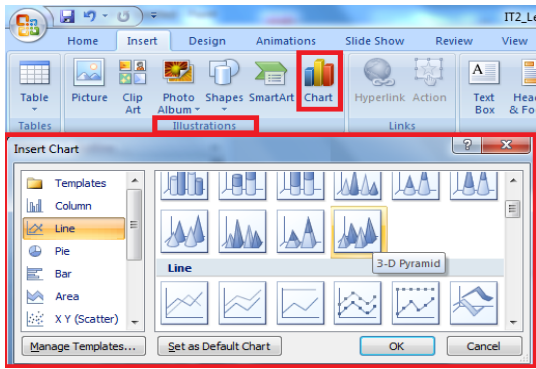 IT2_Le
Home Insert Design Animations Slide Show Review View
Table Picture Clip Art Photo Album Shapes SmartArt Chart Hyperlink Action Text Box
Tables Illustrations Links
Insert Chart
Templates
Column
Line
Pie
Bar
Area
X Y (Scatter)
3-D Pyramid
Line
Manage Templates... Set as Default Chart OK Cancel